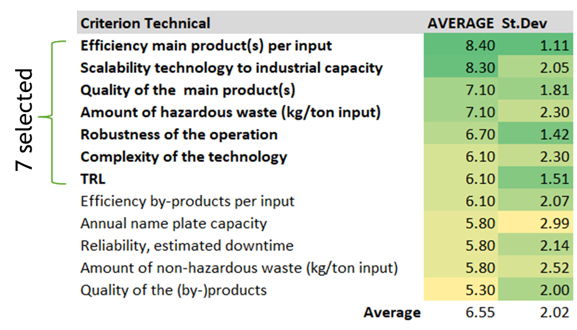 Criterion Technical AVERAGE St.Dev
Efficiency main product(s) per input 8.40 1.11
Scalability technology to industrial capacity 8.30 2.05
Quality of the main product(s) 7.10 1.81
Amount of hazardous waste (kg/ton input) 7.10 2.30
Robustness of the operation 6.70 1.42
Complexity of the technology 6.10 2.30
TRL 6.10 1.51
Efficiency by-products per input 6.10 2.07
Annual name plate capacity 5.80 2.99
Reliability, estimated downtime 5.80 2.14
Amount of non-hazardous waste (kg/ton input) 5.80 2.52
Quality of the (by-)products 5.30 2.00
Average 6.55 2.02
7 selected